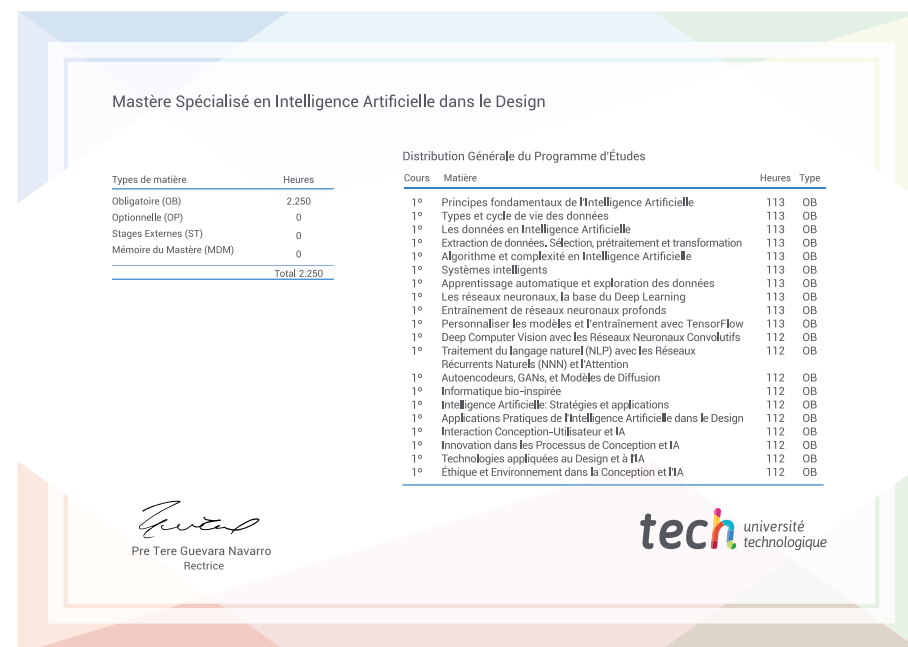 Mastère Spécialisé en Intelligence Artificielle dans le Design
Types de matière Heures
Obligatoire (OB) 2.250
Optionnelle (OP) 0
Stages Externes (ST) 0
Mémoire du Mastère (MDM) 0
Total 2.250
Distribution Générale du Programme d'Études
Cours Matière Heures Type
1º Principes fondamentaux de l'Intelligence Artificielle 113 OB
1º Types et cycle de vie des données 113 OB
1º Les données en Intelligence Artificielle 113 OB
1º Extraction de données. Sélection, prétraitement et transformation 113 OB
1º Algorithme et complexité en Intelligence Artificielle 113 OB
1º Systèmes intelligents 113 OB
1º Apprentissage automatique et exploration des données 113 OB
1º Les réseaux neuronaux, la base du Deep Learning 113 OB
1º Entraînement de réseaux neuronaux profonds 113 OB
1º Personnaliser les modèles et l'entraînement avec TensorFlow 113 OB
1º Deep Computer Vision avec les Réseaux Neuronaux Convolutifs 112 OB
1º Traitement du langage naturel (NLP) avec les Réseaux 112 OB
Récurrents Naturels (NNN) et l'Attention
1º Autoencodeurs, GANs, et Modèles de Diffusion 112 OB
1º Informatique bio-inspirée 112 OB
1º Intelligence Artificielle: Stratégies et applications 112 OB
1º Applications Pratiques de l'Intelligence Artificielle dans le Design 112 OB
1º Interaction Conception-Utilisateur et IA 112 OB
1º Innovation dans les Processus de Conception et IA 112 OB
1º Technologies appliquées au Design et à l'IA 112 OB
1º Éthique et Environnement dans la Conception et l'IA 112 OB
Pre Tere Guevara Navarro
Rectrice
tech université
technologique